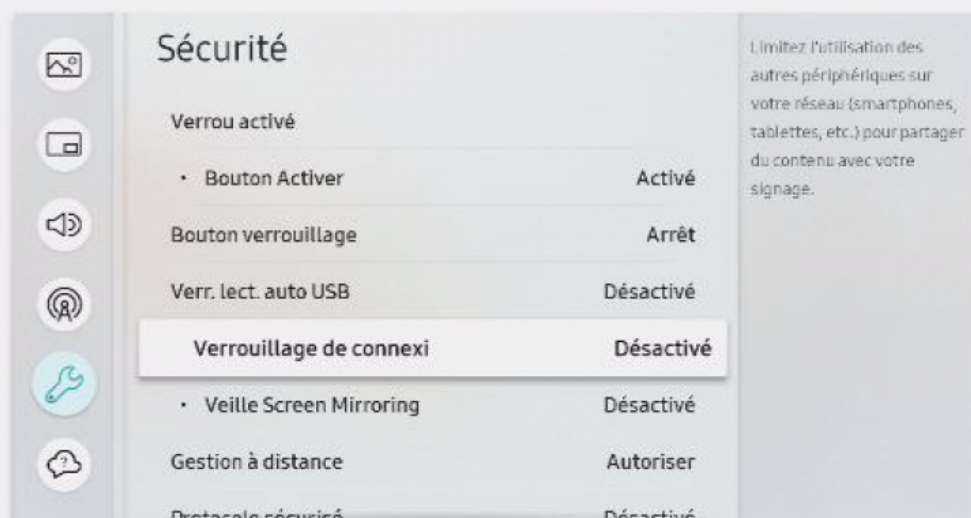 Sécurité
Verrou activé
• Bouton Activer Activé
Bouton verrouillage Arrêt
Verr. lect. auto USB Désactivé
Verrouillage de connexi Désactivé
• Veille Screen Mirroring Désactivé
Gestion à distance Autoriser
Protocole sécurisé Désactivé
Limitez l'utilisation des
autres périphériques sur
votre réseau (smartphones,
tablettes, etc.) pour partager
du contenu avec votre
signage.